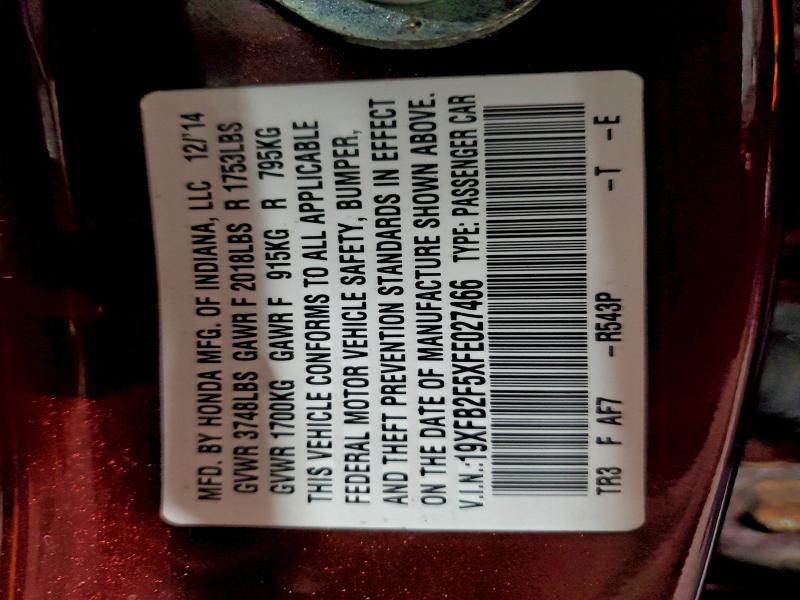 MFD. BY HONDA MFG. OF INDIANA, LLC 12/'14
GVWR 3748LBS GAWR F 2018LBS R 1753LBS
GVWR 1700KG GAWR F 915KG R 795KG
THIS VEHICLE CONFORMS TO ALL APPLICABLE
FEDERAL MOTOR VEHICLE SAFETY, BUMPER,
AND THEFT PREVENTION STANDARDS IN EFFECT
ON THE DATE OF MANUFACTURE SHOWN ABOVE.
V.I.N.:19XFB2F5XFE027466 TYPE: PASSENGER CAR
TR3 F AF7 -R543P -T -E